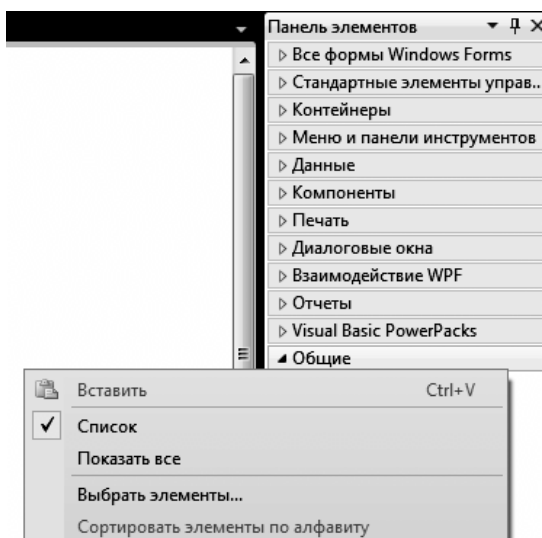 Панель элементов
Все формы Windows Forms
Стандартные элементы управ..
Контейнеры
Меню и панели инструментов
Данные
Компоненты
Печать
Диалоговые окна
Взаимодействие WPF
Отчеты
Visual Basic PowerPacks
Общие
Вставить Ctrl+V
Список
Показать все
Выбрать элементы...
Сортировать элементы по алфавиту